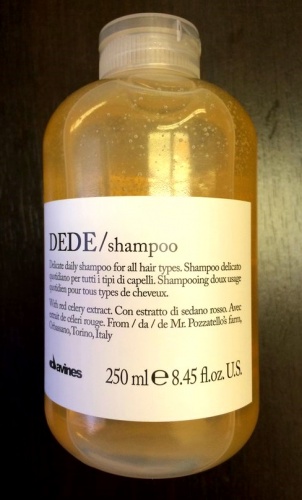 DEDE/shampoo
Delicate daily shampoo for all hair types. Shampoo delicato
quotidiano per tutti i tipi di capelli. Shampooing doux usage
quotidien pour tous types de cheveux.
With red celery extract. Con estratto di sedano rosso. Avec
extrait de céleri rouge. From / da / de Mr. Pozzatello's farm,
Orbassano, Torino, Italy
davines
250 ml e 8.45 fl.oz. U.S.